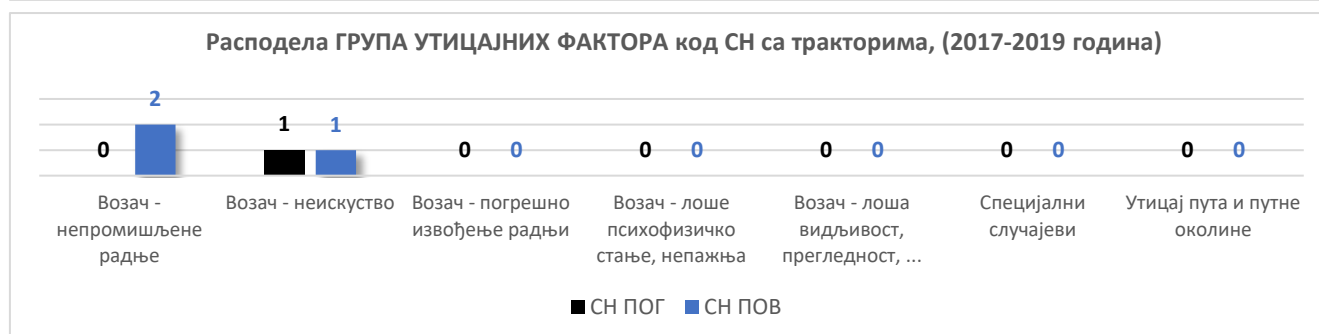 Расподела ГРУПА УТИЦАЈНИХ ФАКТОРА код СН са тракторима, (2017-2019 година)
0 2 1 1 0 0 0 0 0 0 0 0 0 0
Возач - непромишљене радње
Возач - неискуство
Возач - погрешно извођење радњи
Возач - лоше психофизичко стање, непажња
Возач - лоша видљивост, прегледност, ...
Специјални случајеви
Утицај пута и путне околине
СН ПОГ СН ПОВ